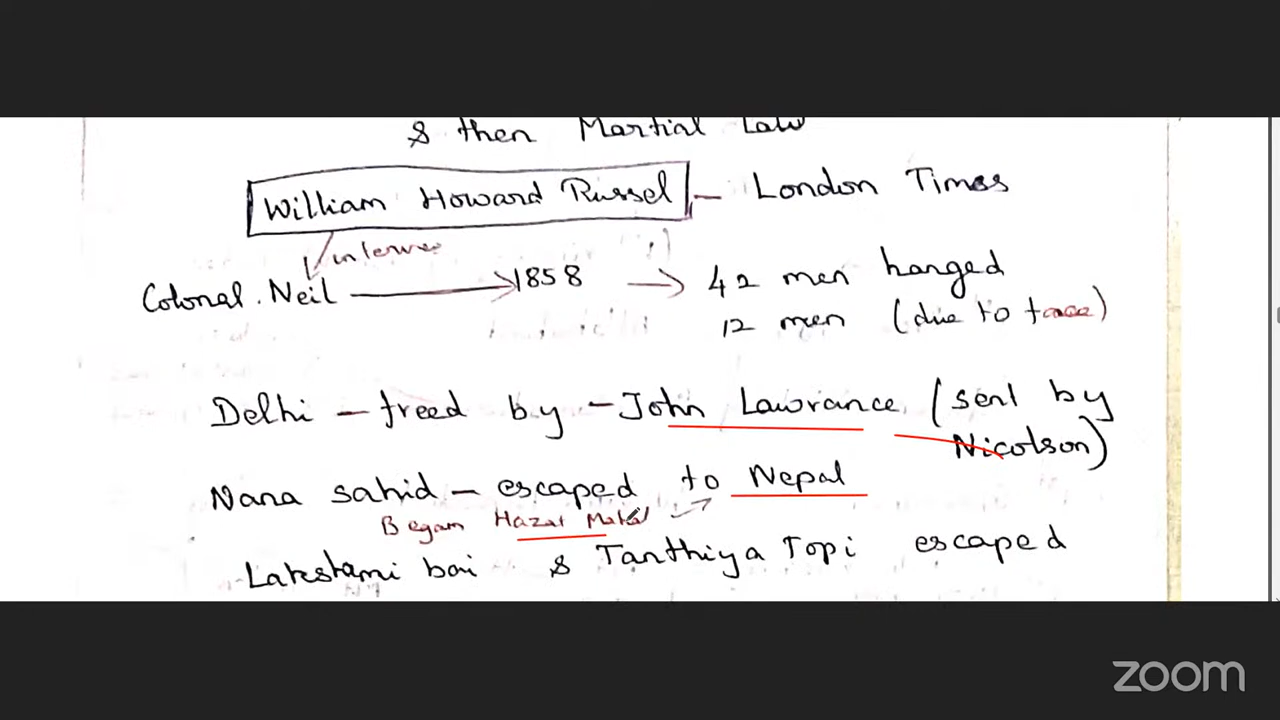 & then Martial Law
William Howard Russel — London Times
Colonal. Neil → 1858 → 42 men hanged
12 men (due to face)
Delhi — freed by — John Lawrance (sent by
Nicolson)
Nana sahid — escaped to Nepal
Begam Hazat Mahal
Lakshami bai & Tanthiya Topi escaped
zoom